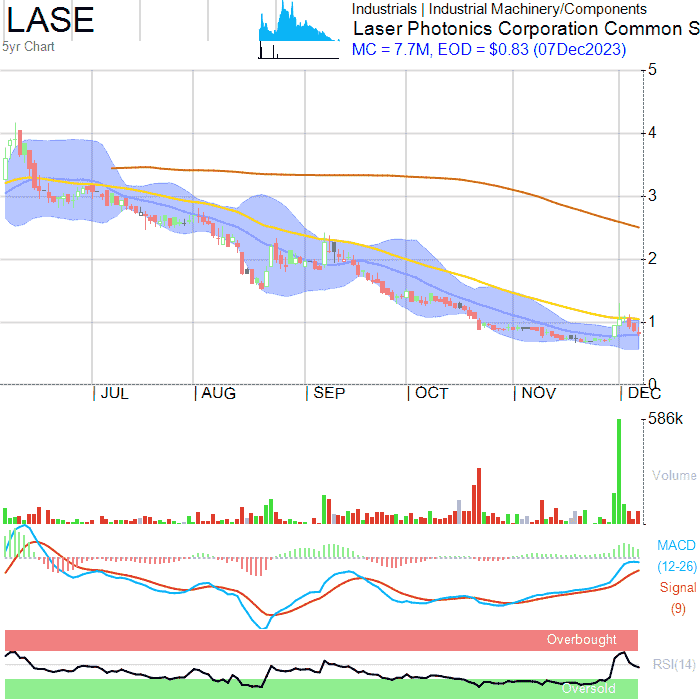 LASE
5yr Chart
Industrials | Industrial Machinery/Components
Laser Photonics Corporation Common S
MC = 7.7M, EOD = $0.83 (07Dec2023)
5
4
3
2
1
0
JUL AUG SEP OCT NOV DEC
586k
Volume
MACD
(12-26)
Signal
(9)
Overbought
RSI(14)
Oversold